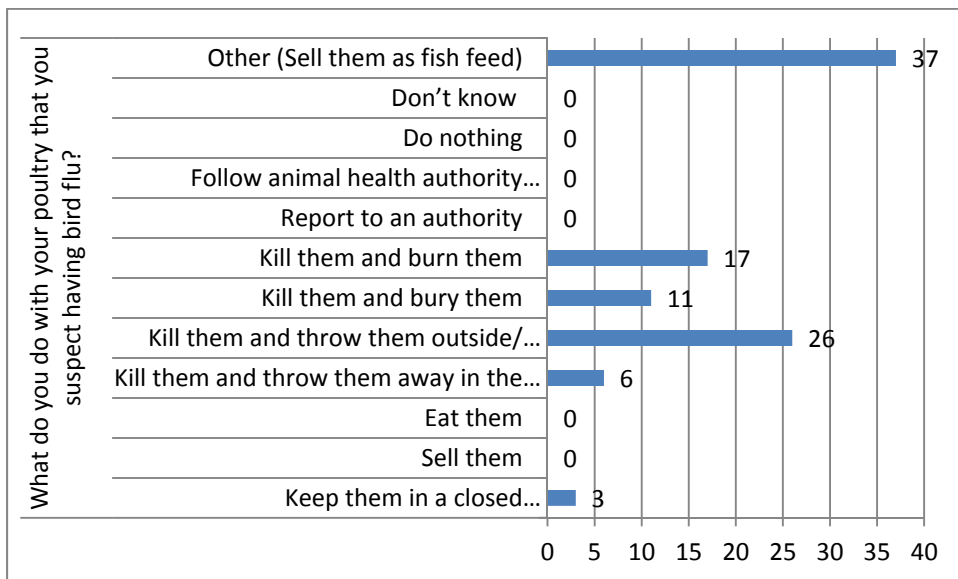 What do you do with your poultry that you
suspect having bird flu?
Other (Sell them as fish feed) 37
Don’t know 0
Do nothing 0
Follow animal health authority… 0
Report to an authority 0
Kill them and burn them 17
Kill them and bury them 11
Kill them and throw them outside/… 26
Kill them and throw them away in the… 6
Eat them 0
Sell them 0
Keep them in a closed… 3
0 5 10 15 20 25 30 35 40